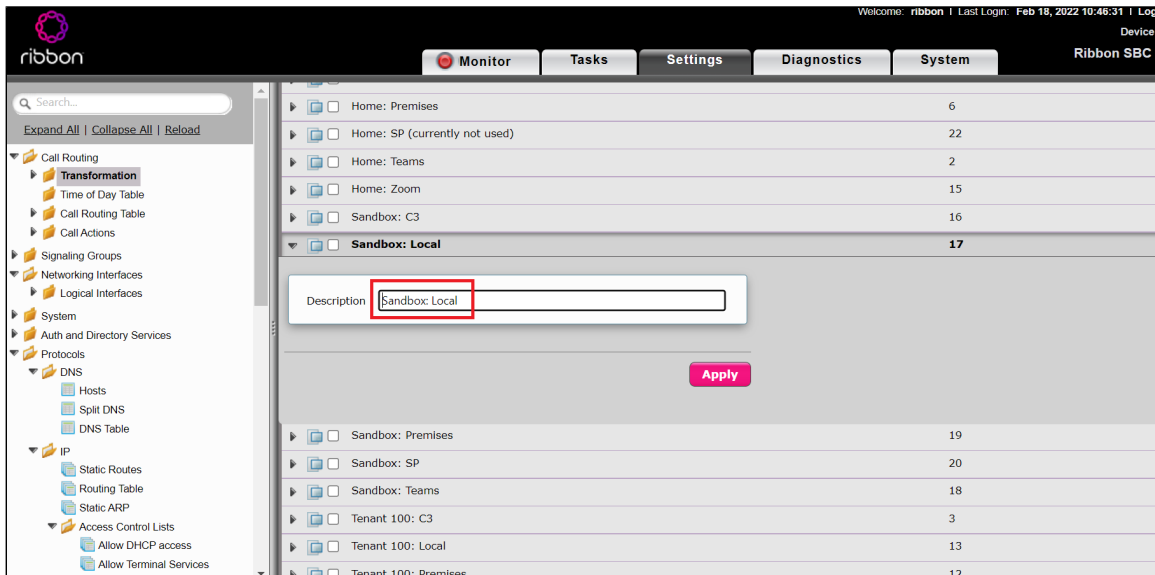 Welcome: ribbon | Last Login: Feb 18, 2022 10:46:31 | Log
Device
Ribbon SBC
ribbon
Monitor
Tasks
Settings
Diagnostics
System
Search...
Expand All | Collapse All | Reload
Call Routing
Transformation
Time of Day Table
Call Routing Table
Call Actions
Signaling Groups
Networking Interfaces
Logical Interfaces
System
Auth and Directory Services
Protocols
DNS
Hosts
Split DNS
DNS Table
IP
Static Routes
Routing Table
Static ARP
Access Control Lists
Allow DHCP access
Allow Terminal Services
Home: Premises 6
Home: SP (currently not used) 22
Home: Teams 2
Home: Zoom 15
Sandbox: C3 16
Sandbox: Local 17
Description Sandbox: Local
Apply
Sandbox: Premises 19
Sandbox: SP 20
Sandbox: Teams 18
Tenant 100: C3 3
Tenant 100: Local 13
Tenant 100: Premises 12